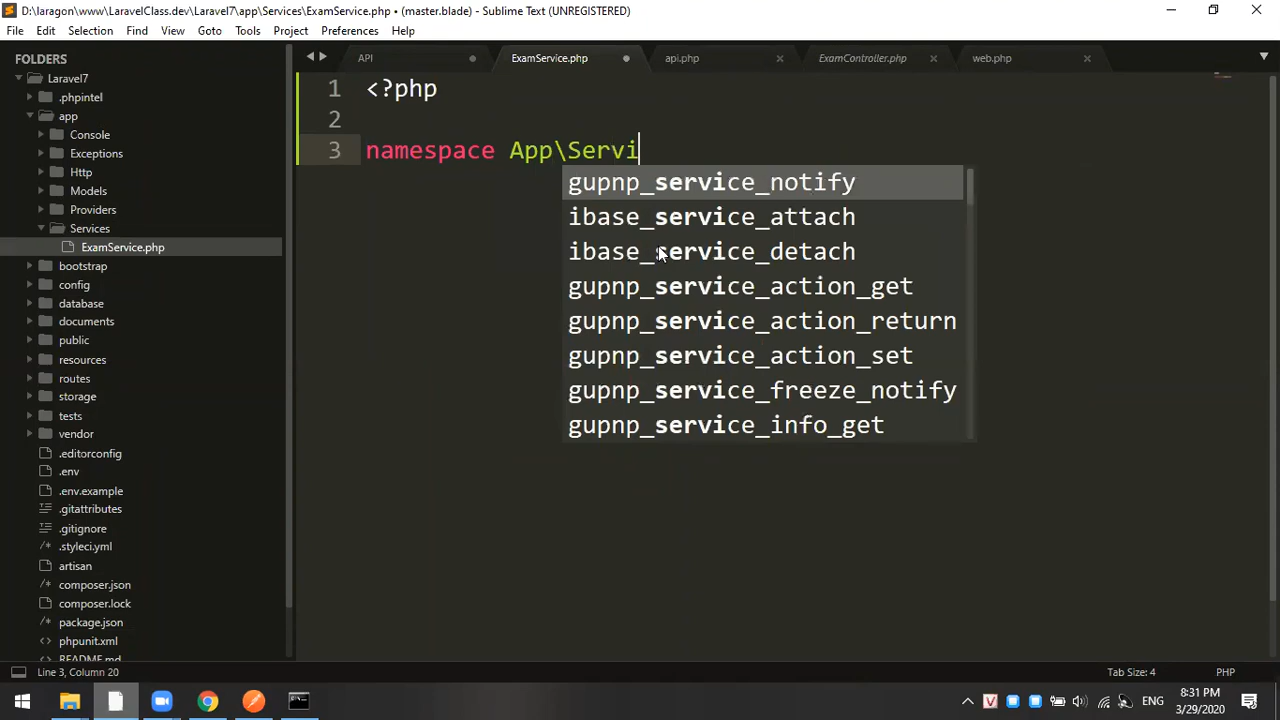 D:\laragon\www\LaravelClass.dev\Laravel7\app\Services\ExamService.php • (master.blade) - Sublime Text (UNREGISTERED)
File Edit Selection Find View Goto Tools Project Preferences Help
FOLDERS
Laravel7
.phpintel
app
Console
Exceptions
Http
Models
Providers
Services
ExamService.php
bootstrap
config
database
documents
public
resources
routes
storage
tests
vendor
.editorconfig
.env
.env.example
.gitattributes
.gitignore
.styleci.yml
artisan
composer.json
composer.lock
package.json
phpunit.xml
README.md
API ExamService.php api.php ExamController.php web.php
1 <?php
2
3 namespace App\Servi
gupnp_service_notify
ibase_service_attach
ibase_service_detach
gupnp_service_action_get
gupnp_service_action_return
gupnp_service_action_set
gupnp_service_freeze_notify
gupnp_service_info_get
Line 3, Column 20 Tab Size: 4 PHP
ENG
8:31 PM
3/29/2020